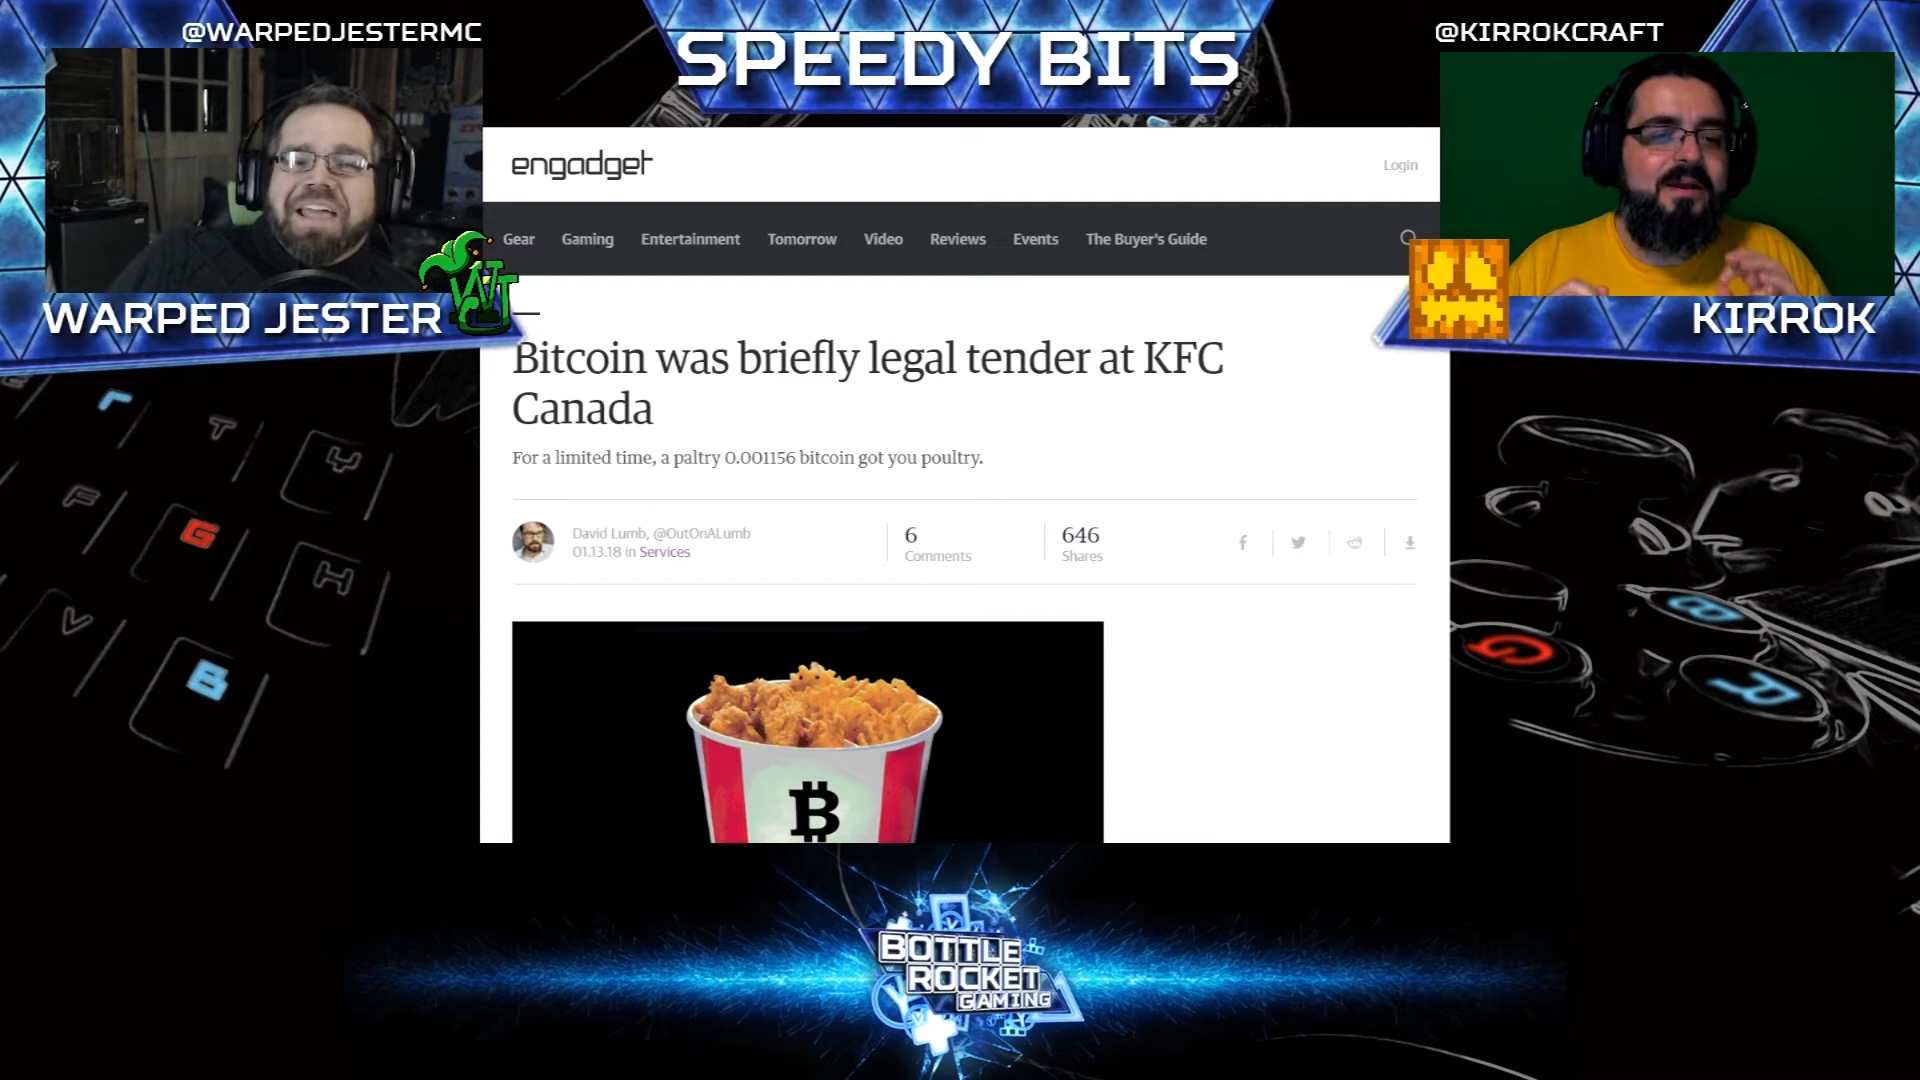 @WARPEDJESTERMC
SPEEDY BITS
@KIRROKCRAFT
engadget
Login
Gear Gaming Entertainment Tomorrow Video Reviews Events The Buyer's Guide
WARPED JESTER
WJT
KIRROK
Bitcoin was briefly legal tender at KFC
Canada
For a limited time, a paltry 0.001156 bitcoin got you poultry.
David Lumb, @OutOnALumb
01.13.18 in Services
6
Comments
646
Shares
₿
T
Y
F
G
H
V
B
B
G
R
BOTTLE
ROCKET
GAMING